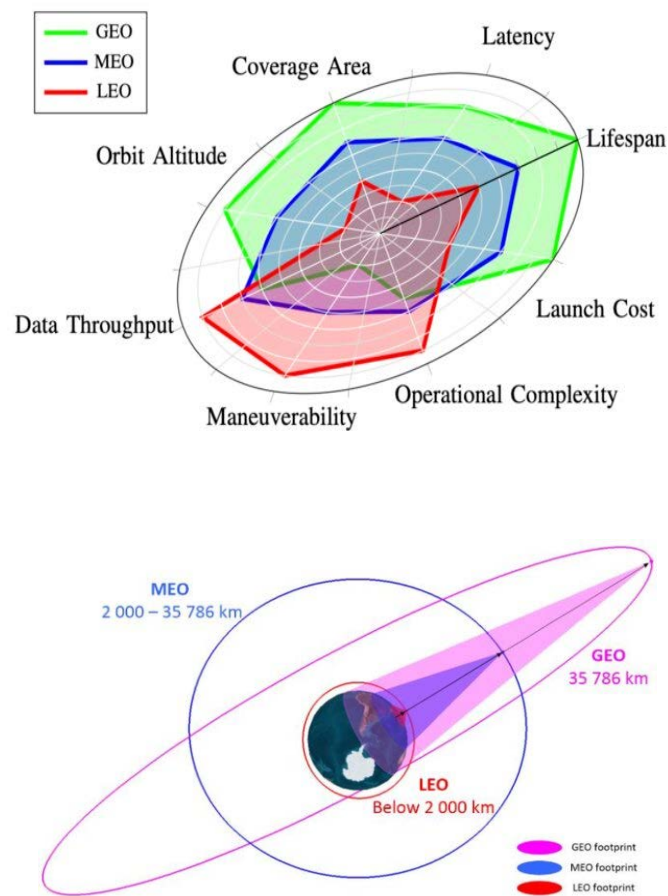 GEO
MEO
LEO
Latency
Coverage Area
Lifespan
Orbit Altitude
Launch Cost
Data Throughput
Operational Complexity
Maneuverability
MEO
2 000 – 35 786 km
GEO
35 786 km
LEO
Below 2 000 km
GEO footprint
MEO footprint
LEO footprint